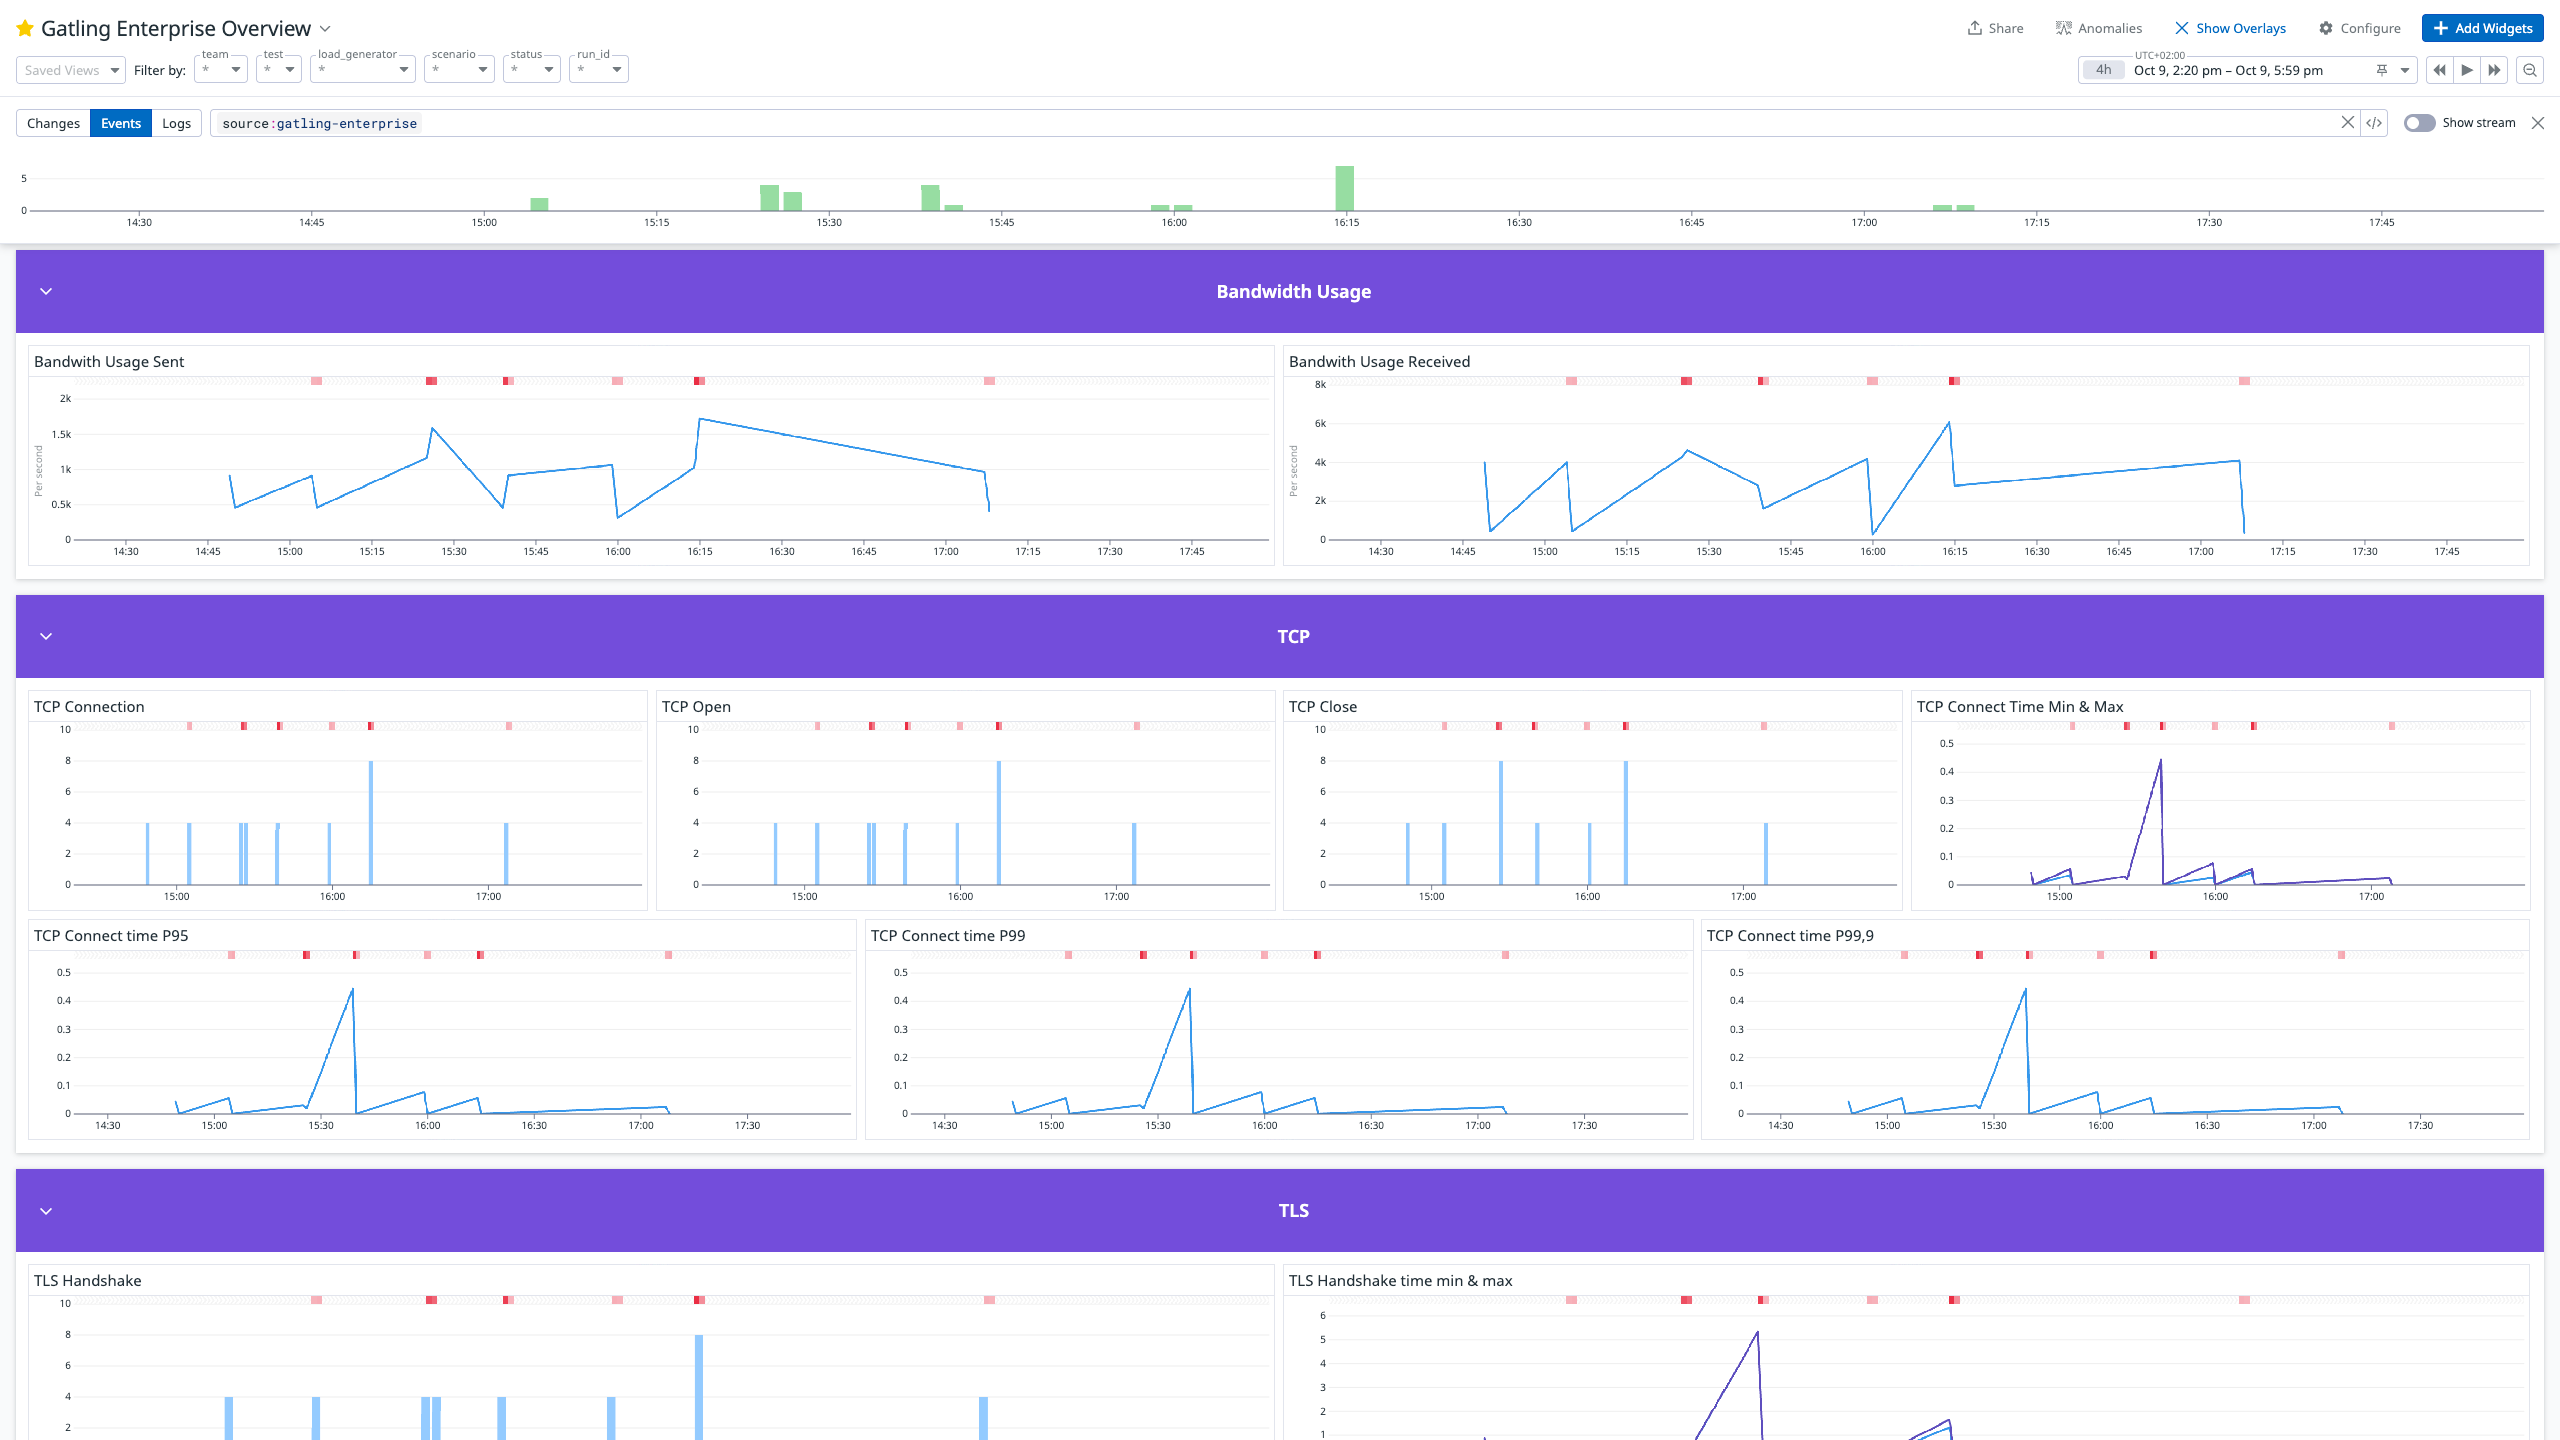 Gatling Enterprise Overview
Share
Anomalies
Show Overlays
Configure
Add Widgets
Saved Views
Filter by:
team
*
test
*
load_generator
*
scenario
*
status
*
run_id
*
UTC+02:00
4h
Oct 9, 2:20 pm – Oct 9, 5:59 pm
Changes
Events
Logs
source:gatling-enterprise
</>
Show stream
5
0
14:30 14:45 15:00 15:15 15:30 15:45 16:00 16:15 16:30 16:45 17:00 17:15 17:30 17:45
Bandwidth Usage
Bandwith Usage Sent
Per second
2k
1.5k
1k
0.5k
0
14:30 14:45 15:00 15:15 15:30 15:45 16:00 16:15 16:30 16:45 17:00 17:15 17:30 17:45
Bandwith Usage Received
Per second
8k
6k
4k
2k
0
14:30 14:45 15:00 15:15 15:30 15:45 16:00 16:15 16:30 16:45 17:00 17:15 17:30 17:45
TCP
TCP Connection
10
8
6
4
2
0
15:00 16:00 17:00
TCP Open
10
8
6
4
2
0
15:00 16:00 17:00
TCP Close
10
8
6
4
2
0
15:00 16:00 17:00
TCP Connect Time Min & Max
0.5
0.4
0.3
0.2
0.1
0
15:00 16:00 17:00
TCP Connect time P95
0.5
0.4
0.3
0.2
0.1
0
14:30 15:00 15:30 16:00 16:30 17:00 17:30
TCP Connect time P99
0.5
0.4
0.3
0.2
0.1
0
14:30 15:00 15:30 16:00 16:30 17:00 17:30
TCP Connect time P99,9
0.5
0.4
0.3
0.2
0.1
0
14:30 15:00 15:30 16:00 16:30 17:00 17:30
TLS
TLS Handshake
10
8
6
4
2
TLS Handshake time min & max
6
5
4
3
2
1